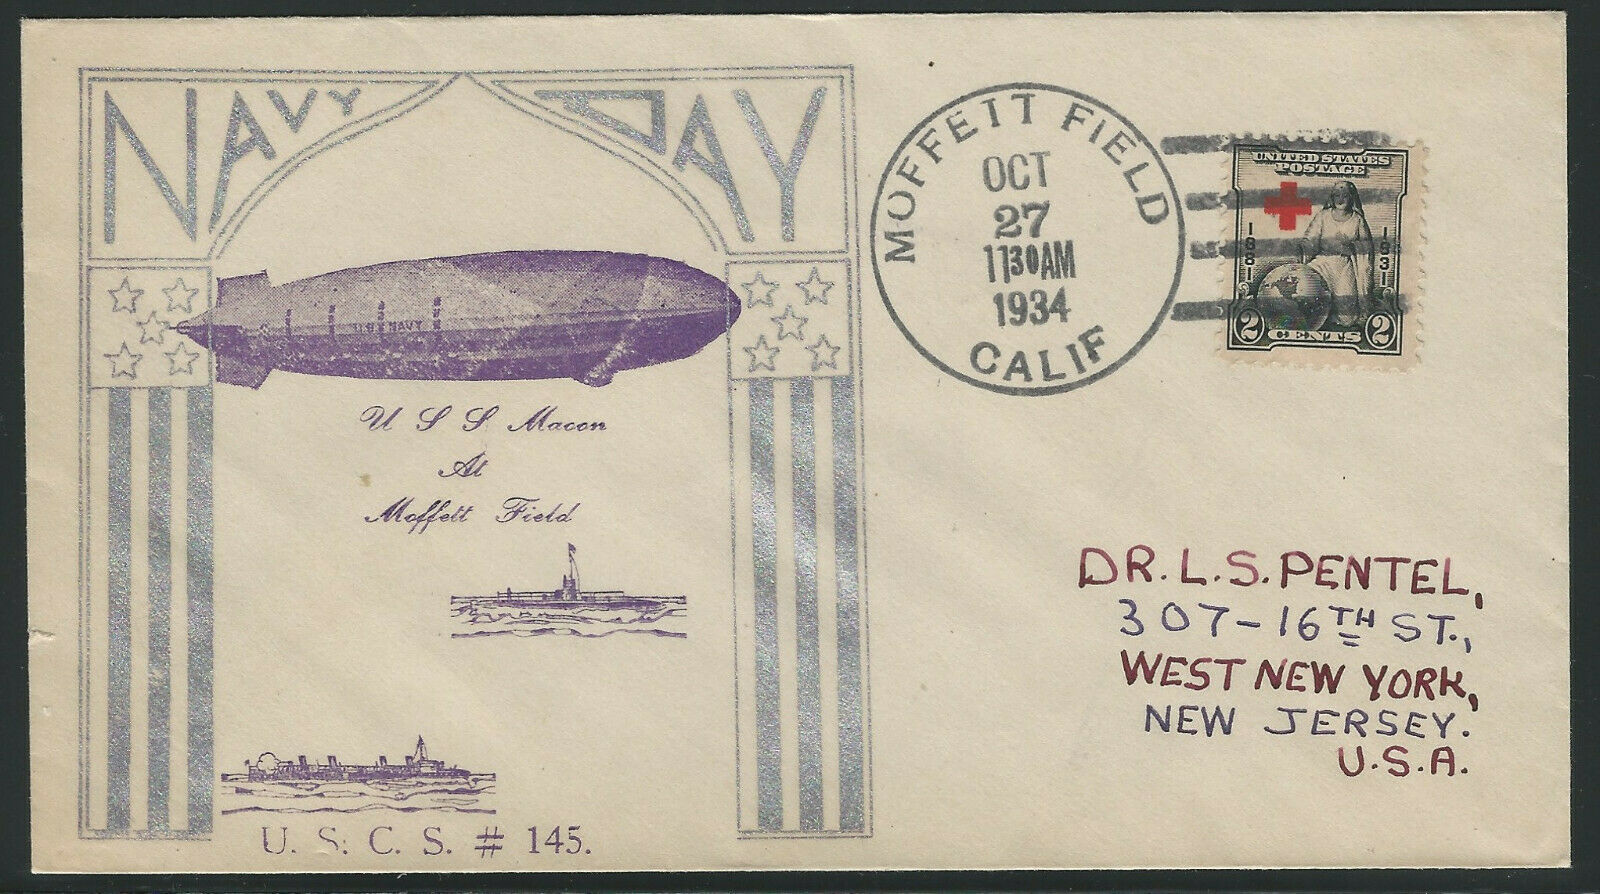 NAVY DAY
U S NAVY
U S S Macon
At
Moffett Field
U. S. C. S. # 145.
MOFFETT FIELD
OCT
27
1130AM
1934
CALIF
UNITED STATES
POSTAGE
1881 1931
2 CENTS 2
DR. L. S. PENTEL,
307-16TH ST.,
WEST NEW YORK,
NEW JERSEY.
U.S.A.